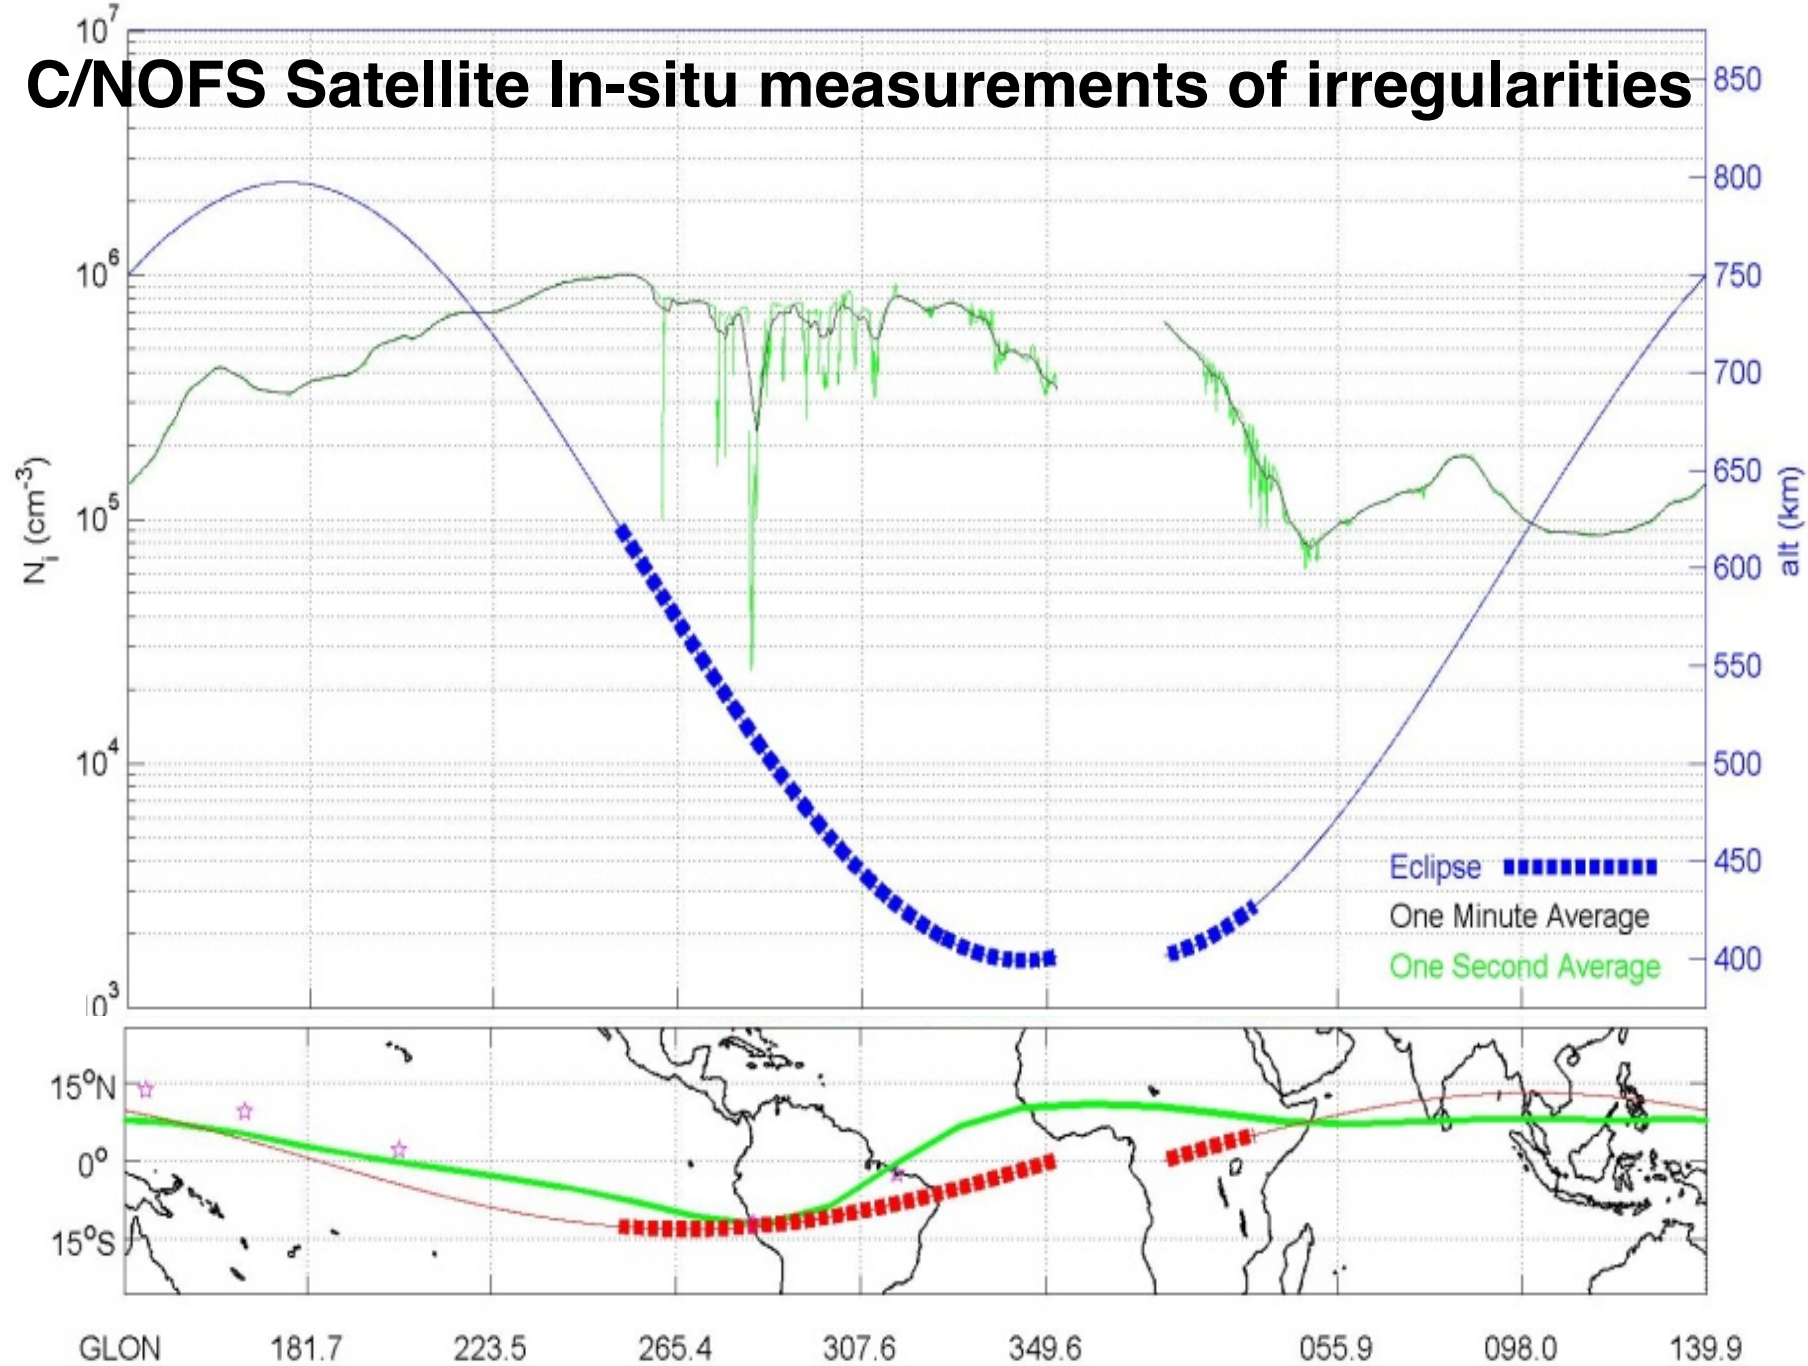 C/NOFS Satellite In-situ measurements of irregularities
10^7
10^6
10^5
10^4
10^3
N_i (cm^-3)
850
800
750
700
650
600
550
500
450
400
alt (km)
Eclipse
One Minute Average
One Second Average
15°N
0°
15°S
GLON 181.7 223.5 265.4 307.6 349.6 055.9 098.0 139.9